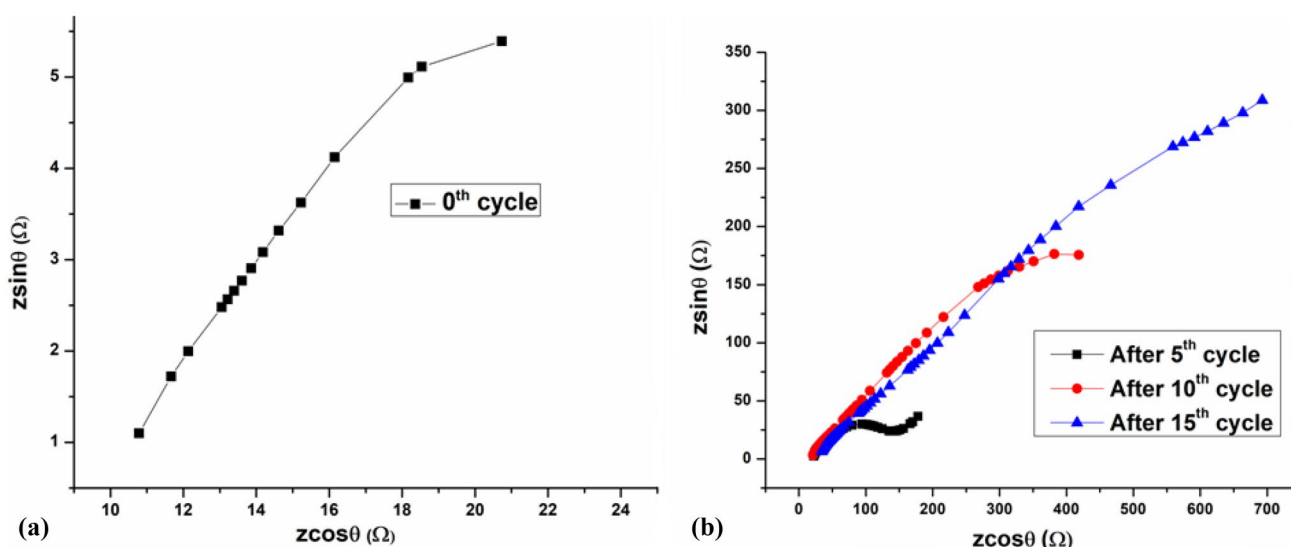 5
4
3
2
1
zsinθ (Ω)
0th cycle
10 12 14 16 18 20 22 24
zcosθ (Ω)
(a)
350
300
250
200
150
100
50
0
zsinθ (Ω)
After 5th cycle
After 10th cycle
After 15th cycle
0 100 200 300 400 500 600 700
zcosθ (Ω)
(b)